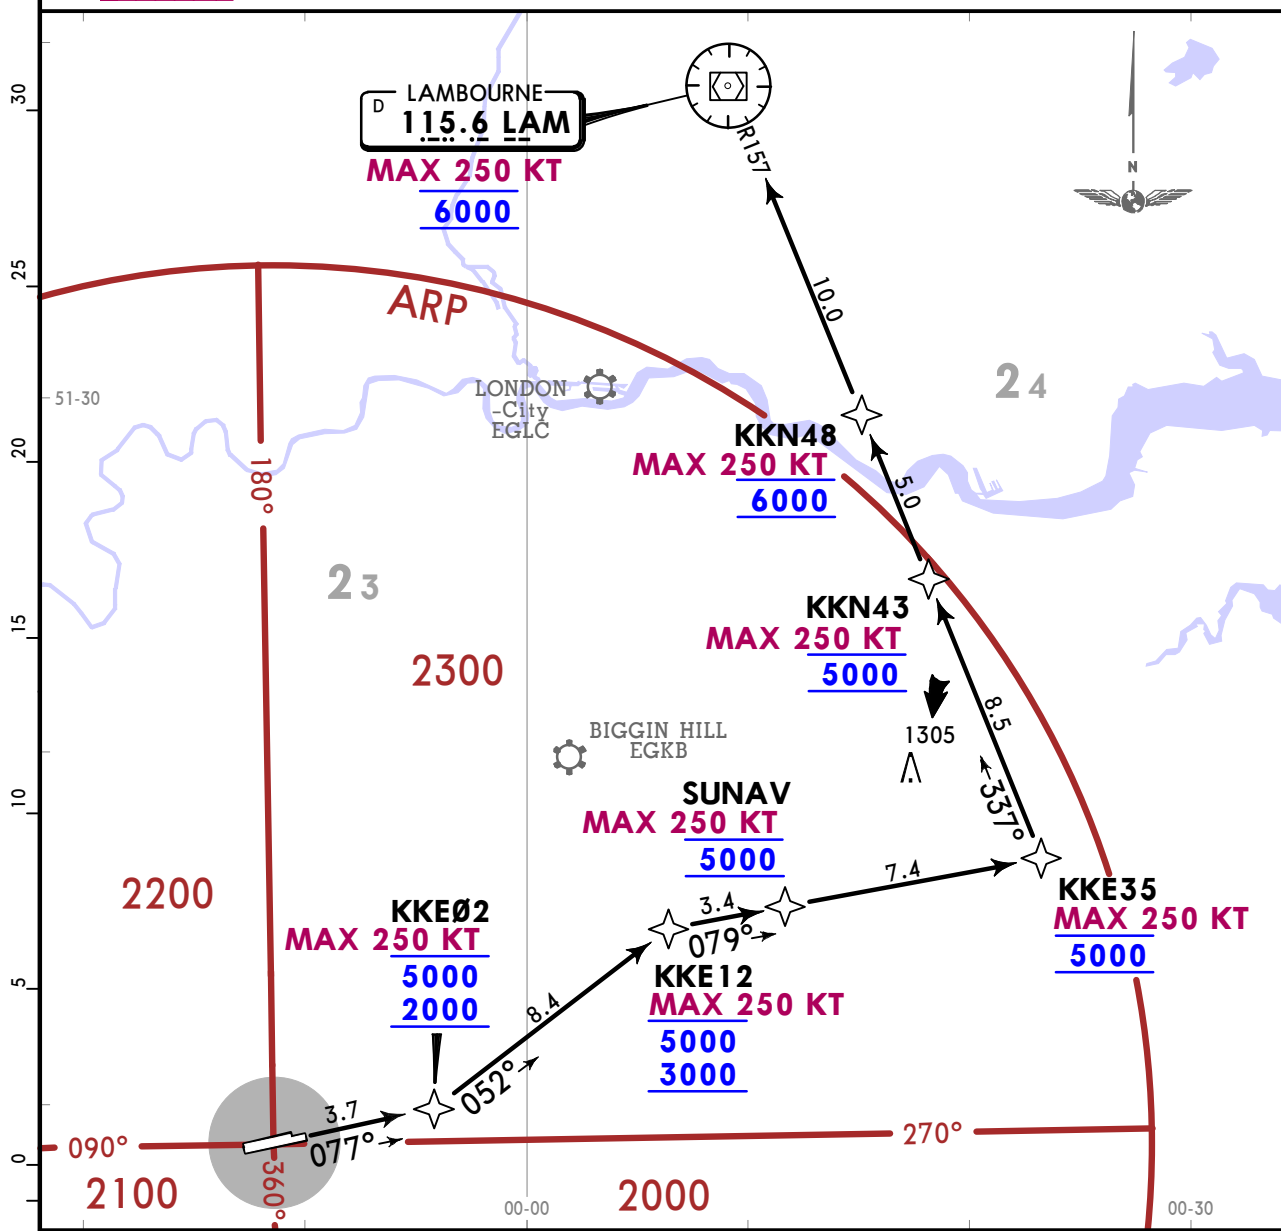 30
25
20
15
10
5
0
D LAMBOURNE
115.6 LAM
MAX 250 KT
6000
R157
N
10.0
ARP
51-30
LONDON
-City
EGLC
24
KKN48
MAX 250 KT
6000
5.0
180°
23
KKN43
MAX 250 KT
5000
2300
8.5
1305
BIGGIN HILL
EGKB
337°
SUNAV
MAX 250 KT
5000
7.4
2200
KKE35
MAX 250 KT
5000
KKEØ2
MAX 250 KT
5000
2000
3.4
079°
KKE12
MAX 250 KT
5000
3000
8.4
052°
3.7
077°
090°
270°
360°
2100
2000
00-00
00-30